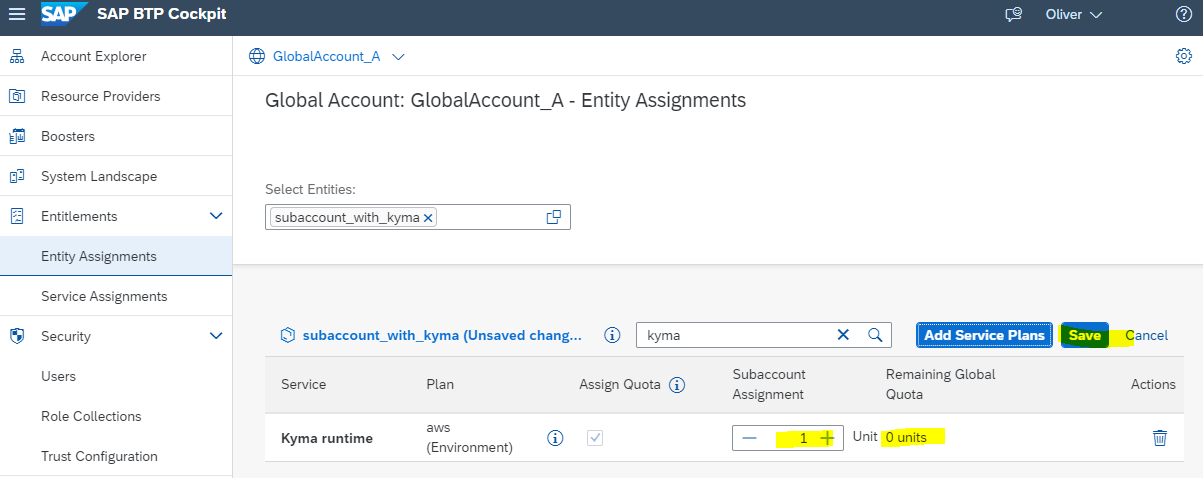 SAP SAP BTP Cockpit
Oliver
Account Explorer
Resource Providers
Boosters
System Landscape
Entitlements
Entity Assignments
Service Assignments
Security
Users
Role Collections
Trust Configuration
GlobalAccount_A
Global Account: GlobalAccount_A - Entity Assignments
Select Entities:
subaccount_with_kyma
subaccount_with_kyma (Unsaved chang...
kyma
Add Service Plans
Save
Cancel
Service
Plan
Assign Quota
Subaccount
Assignment
Remaining Global
Quota
Actions
Kyma runtime
aws
(Environment)
1
Unit
0 units